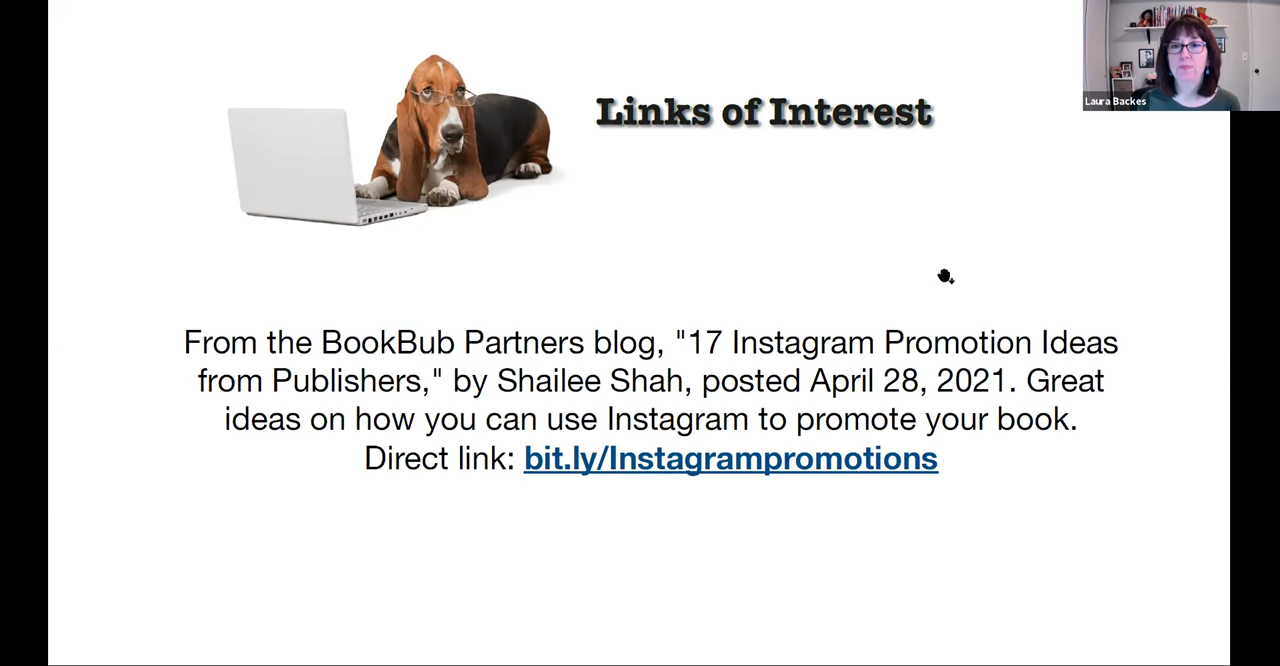 Links of Interest
Laura Backes
From the BookBub Partners blog, "17 Instagram Promotion Ideas
from Publishers," by Shailee Shah, posted April 28, 2021. Great
ideas on how you can use Instagram to promote your book.
Direct link: bit.ly/Instagrampromotions